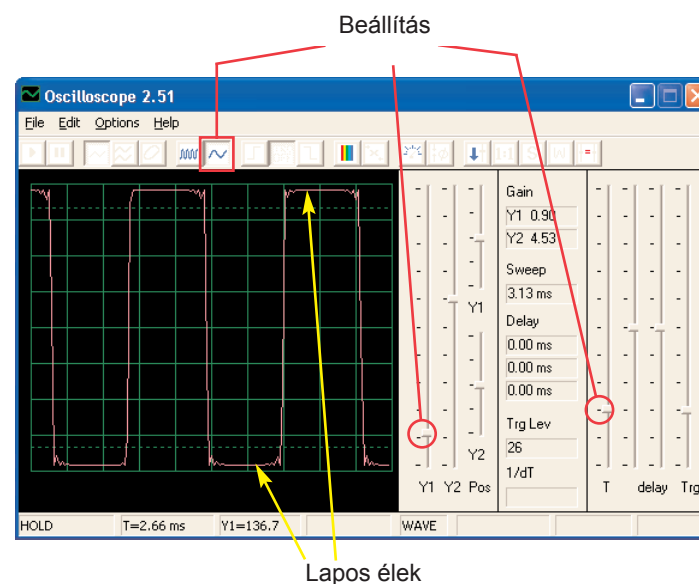 Beállítás
Oscilloscope 2.51
File Edit Options Help
Gain
Y1 0.90
Y2 4.53
Sweep
3.13 ms
Delay
0.00 ms
0.00 ms
0.00 ms
Trg Lev
26
1/dT
Y1
Y2
Y1 Y2 Pos
T delay Trg
HOLD T=2.66 ms Y1=136.7 WAVE
Lapos élek